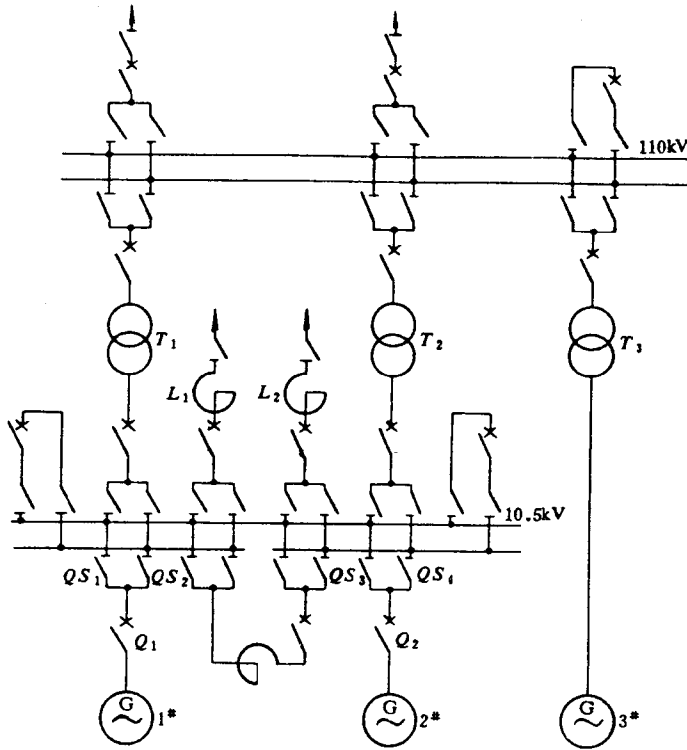 110kV
T₁
T₂
T₃
L₁
L₂
10.5kV
QS₁
QS₂
QS₃
QS₄
Q₁
Q₂
G
1#
G
2#
G
3#